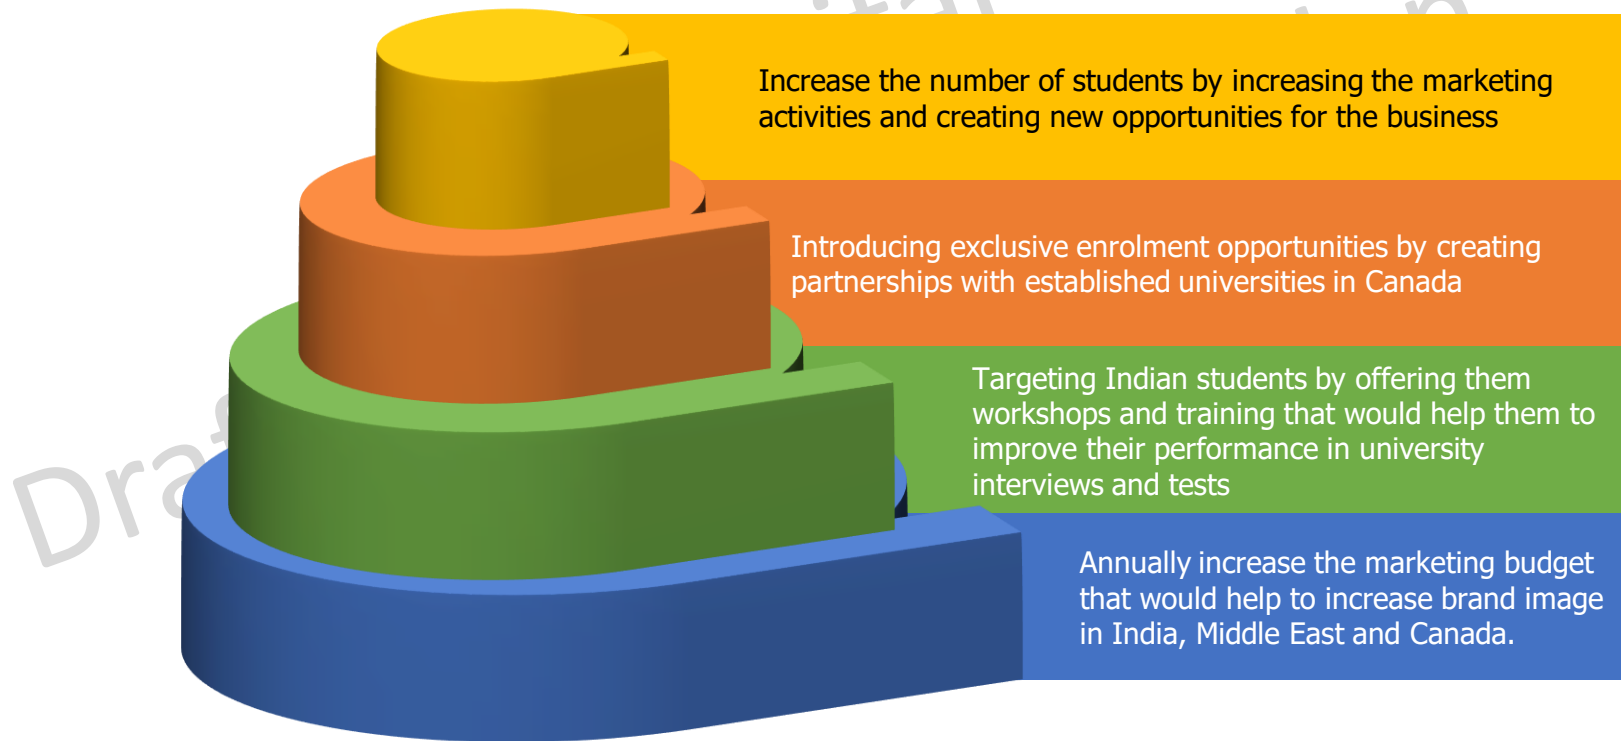 Increase the number of students by increasing the marketing
activities and creating new opportunities for the business
Introducing exclusive enrolment opportunities by creating
partnerships with established universities in Canada
Targeting Indian students by offering them
workshops and training that would help them to
improve their performance in university
interviews and tests
Annually increase the marketing budget
that would help to increase brand image
in India, Middle East and Canada.